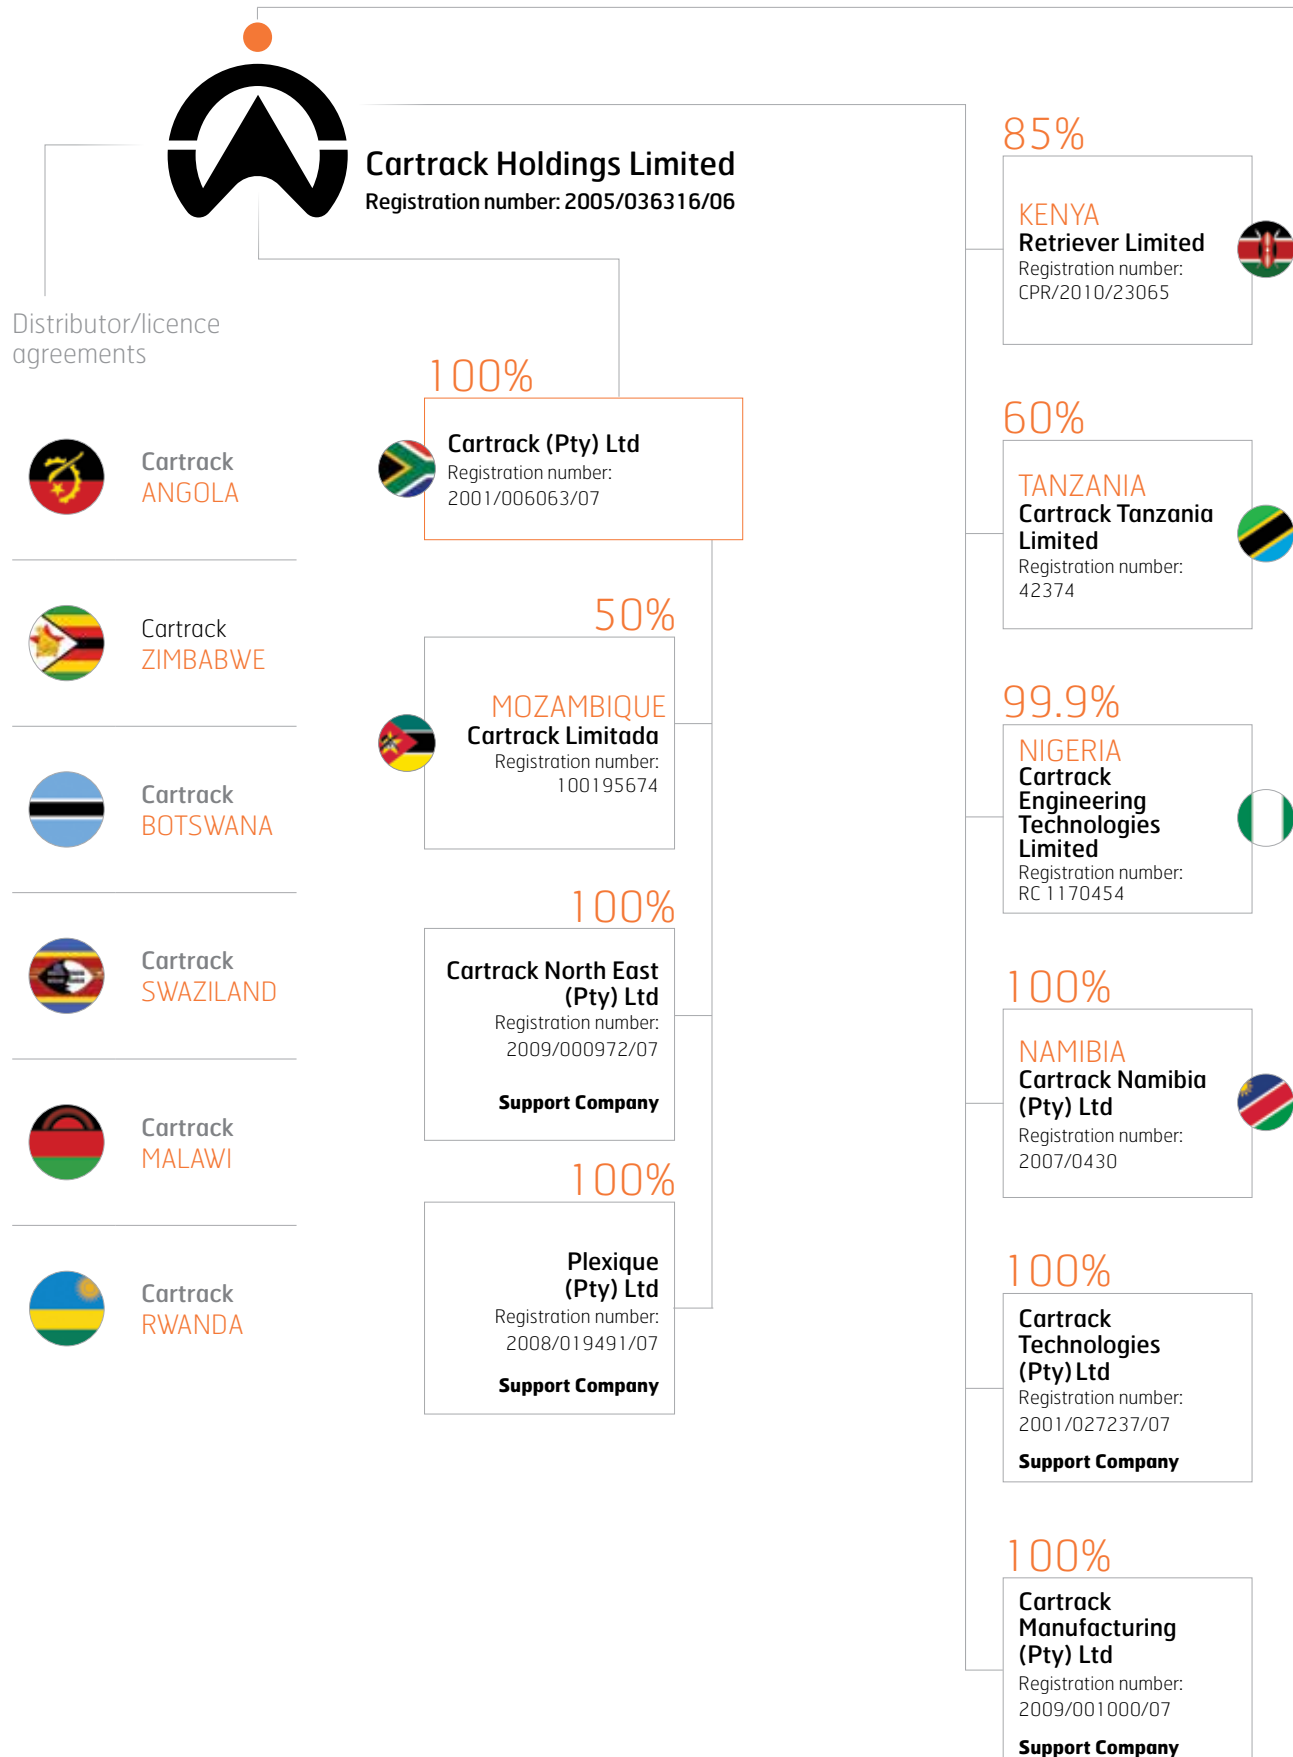 Cartrack Holdings Limited
Registration number: 2005/036316/06
Distributor/licence
agreements
Cartrack
ANGOLA
Cartrack
ZIMBABWE
Cartrack
BOTSWANA
Cartrack
SWAZILAND
Cartrack
MALAWI
Cartrack
RWANDA
100%
Cartrack (Pty) Ltd
Registration number:
2001/006063/07
50%
MOZAMBIQUE
Cartrack Limitada
Registration number:
100195674
100%
Cartrack North East
(Pty) Ltd
Registration number:
2009/000972/07
Support Company
100%
Plexique
(Pty) Ltd
Registration number:
2008/019491/07
Support Company
85%
KENYA
Retriever Limited
Registration number:
CPR/2010/23065
60%
TANZANIA
Cartrack Tanzania
Limited
Registration number:
42374
99.9%
NIGERIA
Cartrack
Engineering
Technologies
Limited
Registration number:
RC 1170454
100%
NAMIBIA
Cartrack Namibia
(Pty) Ltd
Registration number:
2007/0430
100%
Cartrack
Technologies
(Pty) Ltd
Registration number:
2001/027237/07
Support Company
100%
Cartrack
Manufacturing
(Pty) Ltd
Registration number:
2009/001000/07
Support Company